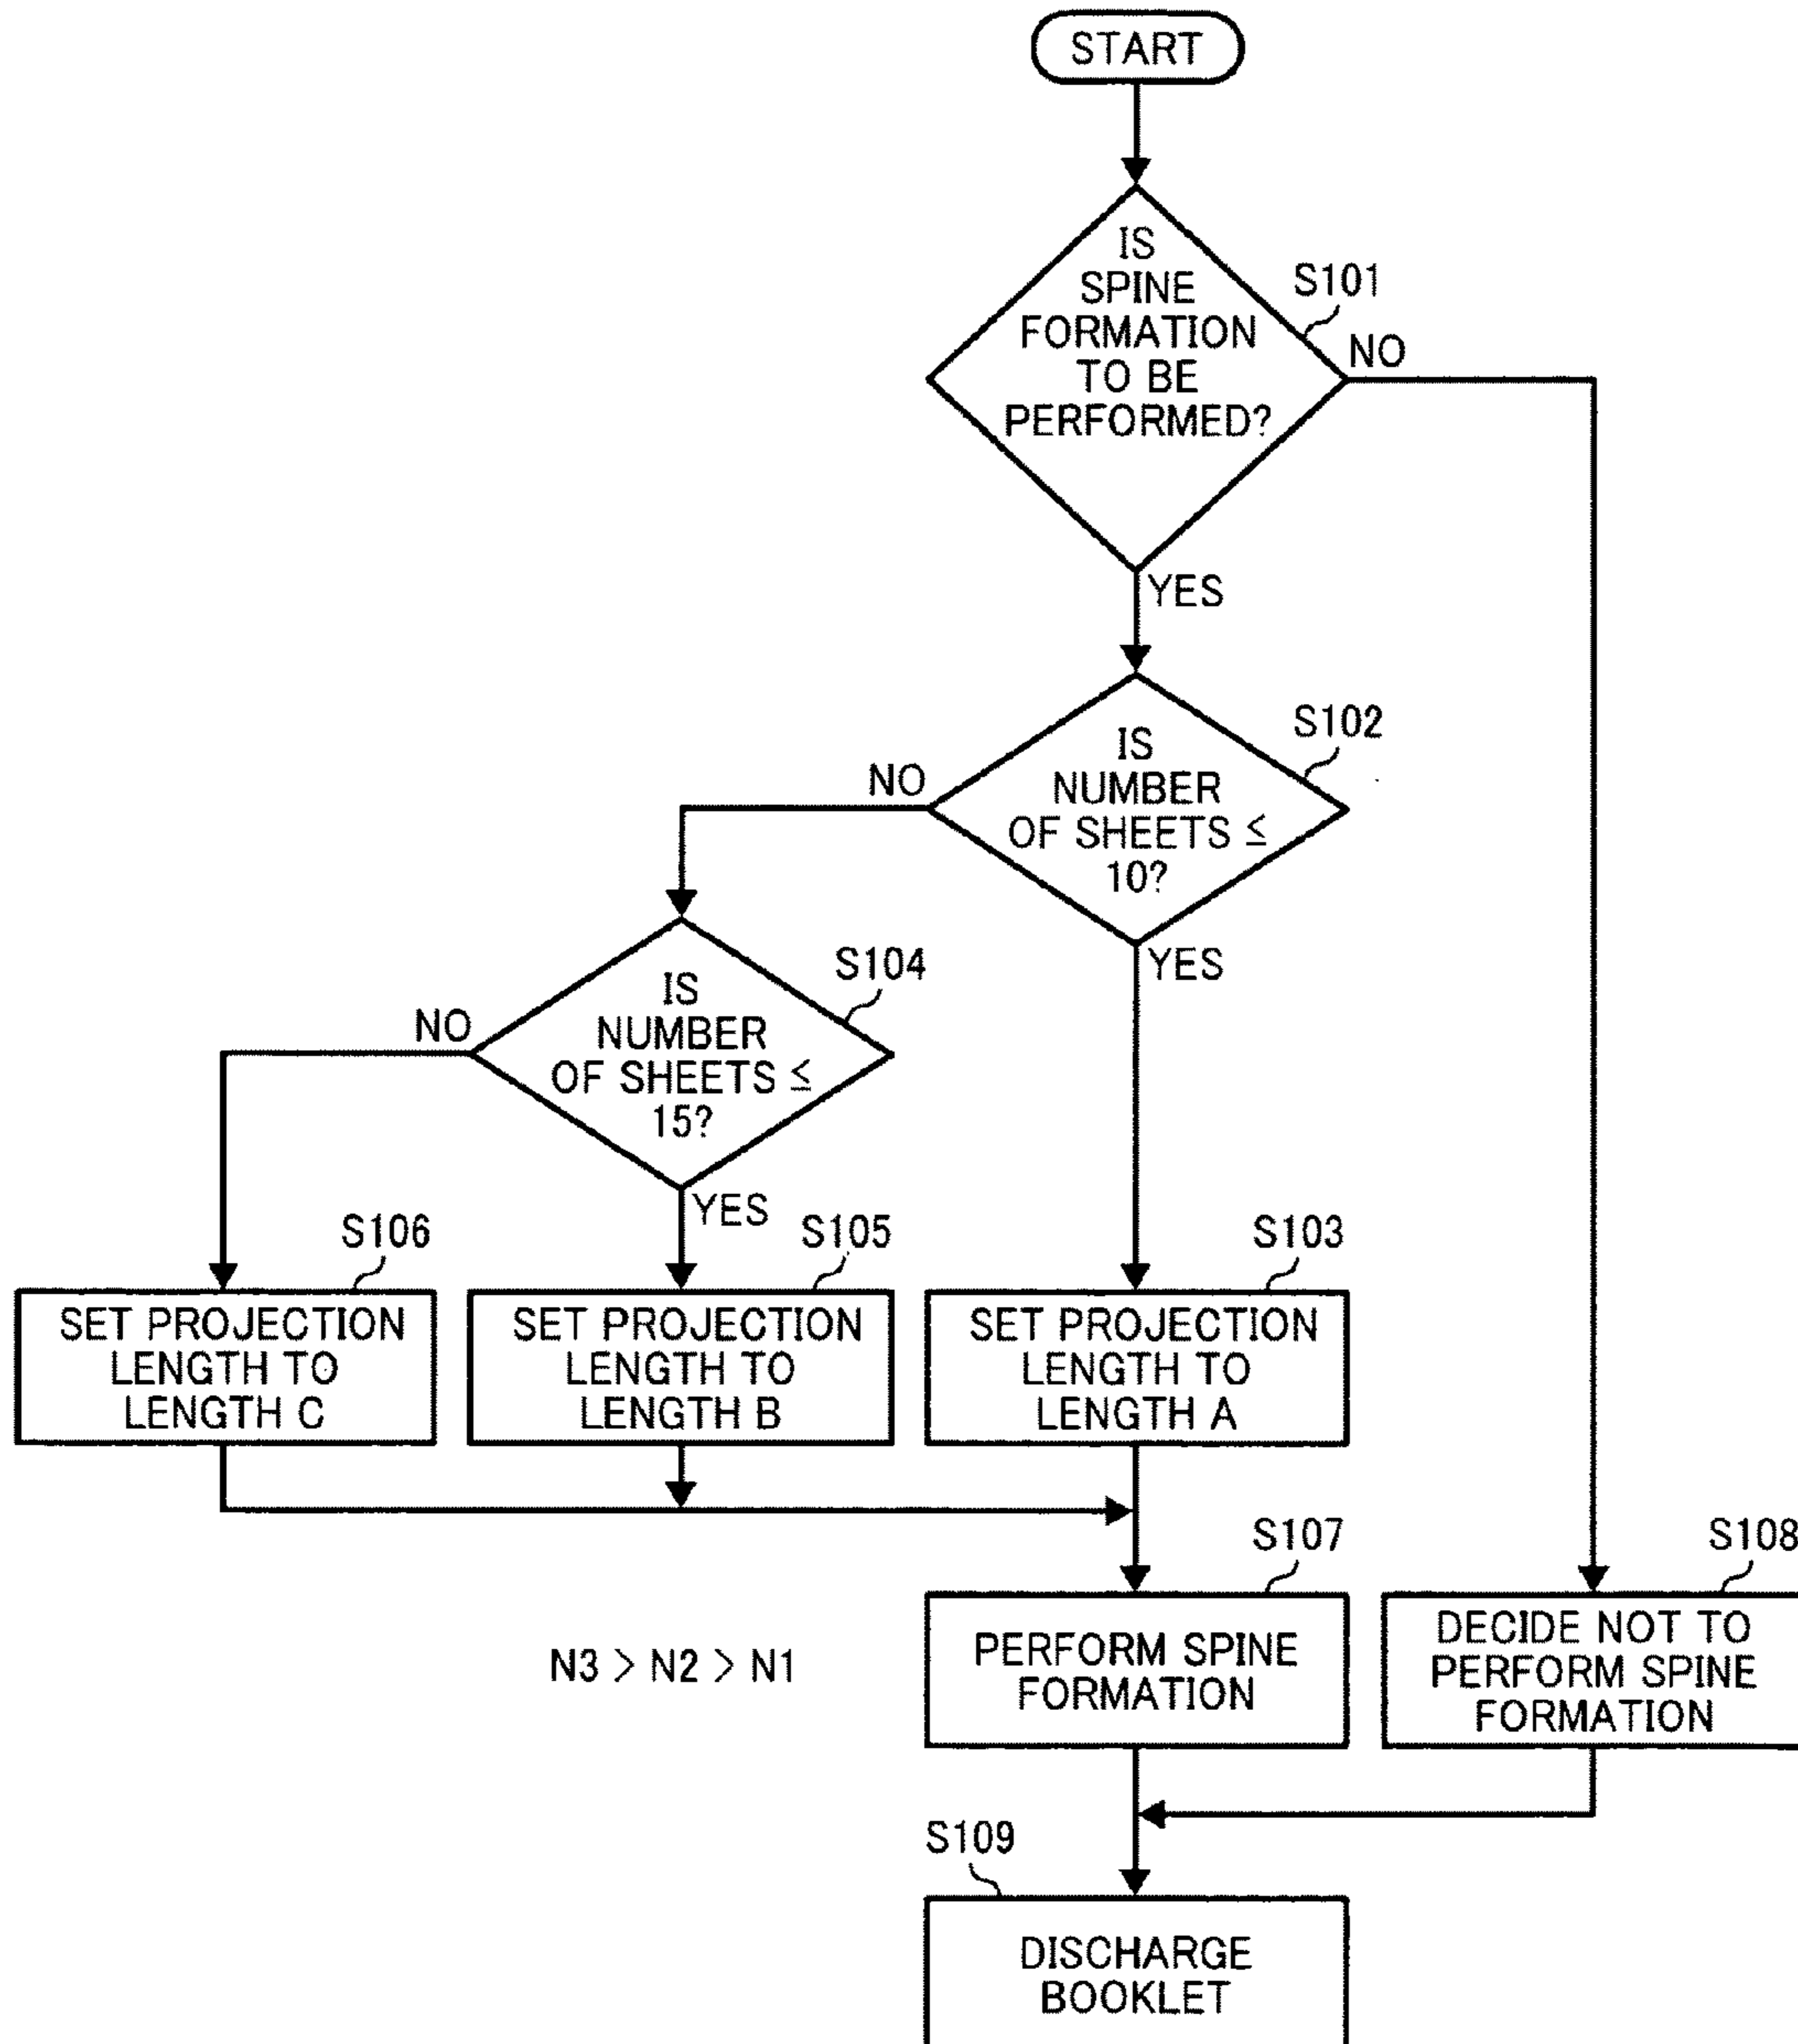 START
IS
SPINE
FORMATION
TO BE
PERFORMED?
S101
NO
YES
IS
NUMBER
OF SHEETS ≤
10?
S102
NO
YES
IS
NUMBER
OF SHEETS ≤
15?
S104
NO
YES
S106
SET PROJECTION
LENGTH TO
LENGTH C
S105
SET PROJECTION
LENGTH TO
LENGTH B
S103
SET PROJECTION
LENGTH TO
LENGTH A
N3 > N2 > N1
S107
PERFORM SPINE
FORMATION
S108
DECIDE NOT TO
PERFORM SPINE
FORMATION
S109
DISCHARGE
BOOKLET